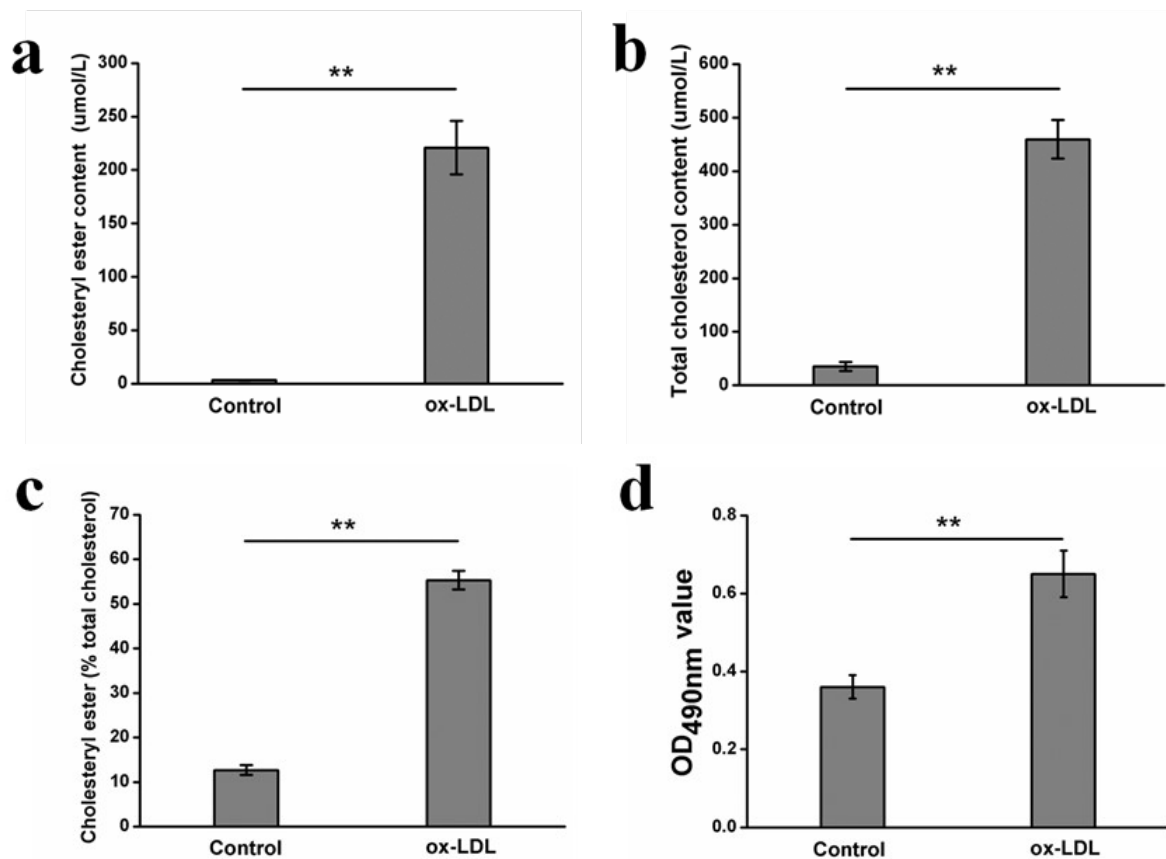 a
Cholesteryl ester content (umol/L)
300
250
200
150
100
50
0
**
Control
ox-LDL
b
Total cholesterol content (umol/L)
600
500
400
300
200
100
0
**
Control
ox-LDL
c
Cholesteryl ester (% total cholesterol)
70
60
50
40
30
20
10
0
**
Control
ox-LDL
d
OD490nm value
0.8
0.6
0.4
0.2
0.0
**
Control
ox-LDL